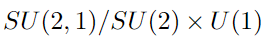 SU(2,1)/SU(2) × U(1)